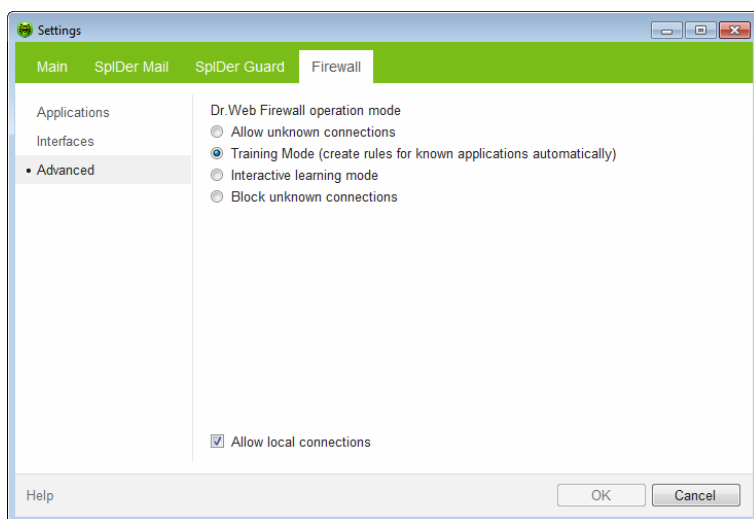 Settings
Main SpIDer Mail SpIDer Guard Firewall
Applications
Interfaces
Advanced
Dr.Web Firewall operation mode
Allow unknown connections
Training Mode (create rules for known applications automatically)
Interactive learning mode
Block unknown connections
Allow local connections
Help OK Cancel